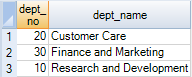 dept_no dept_name
1 20 Customer Care
2 30 Finance and Marketing
3 10 Research and Development